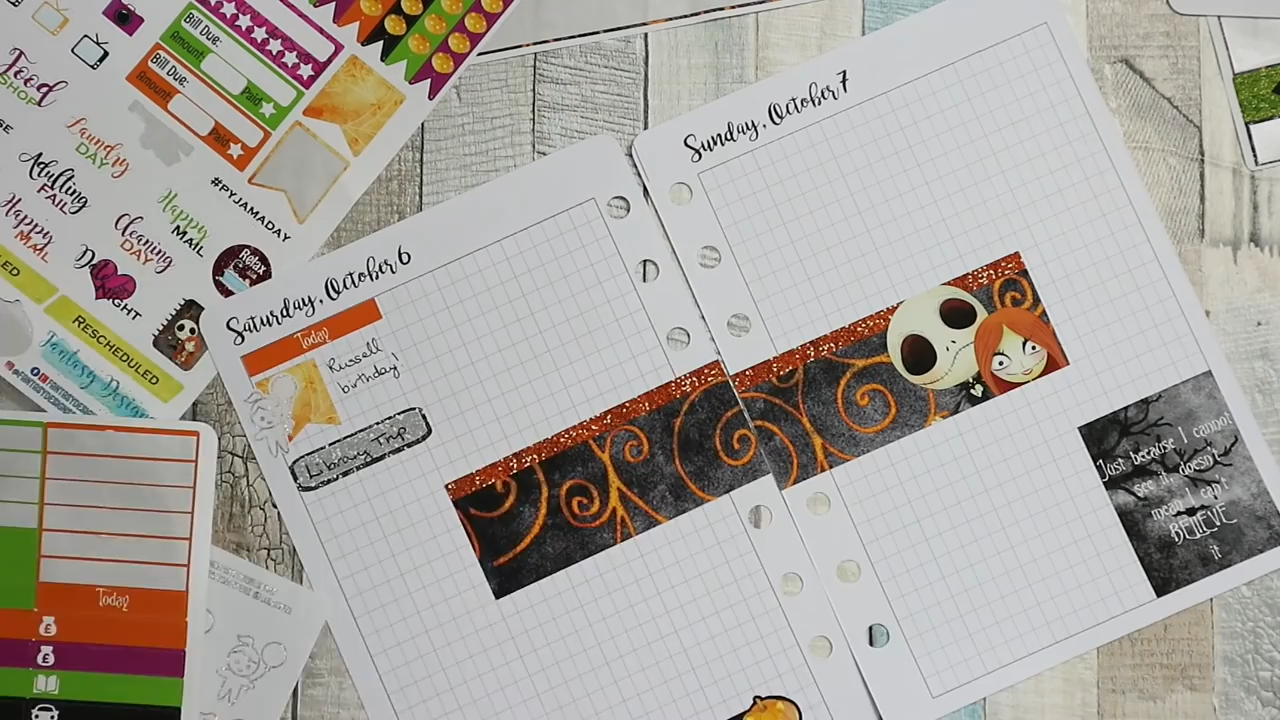 Bill Due:
Amount:
Paid
Bill Due:
Amount:
Paid
Food
SHOP
Laundry
DAY
Adulting
FAIL
#PYJAMADAY
Happy
MAIL
Happy
MAIL
Cleaning
DAY
Relax
NIGHT
RESCHEDULED
Fantasy Design
Today
Saturday, October 6
Today
Russell
birthday!
Library Trip
Sunday, October 7
Just because I cannot
see it, doesn't
mean I can't
BELIEVE
it